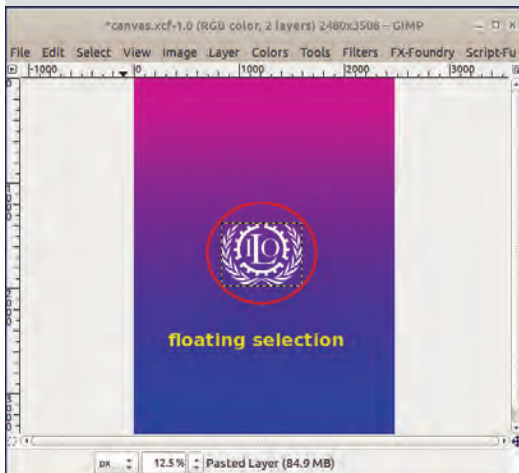 *canvas.xcf-1.0 (RGB color, 2 layers) 2480x3508 – GIMP
File Edit Select View Image Layer Colors Tools Filters FX-Foundry Script-Fu
-1000 0 1000 2000 3000
ILO
floating selection
px 12.5% Pasted Layer (84.9 MB)